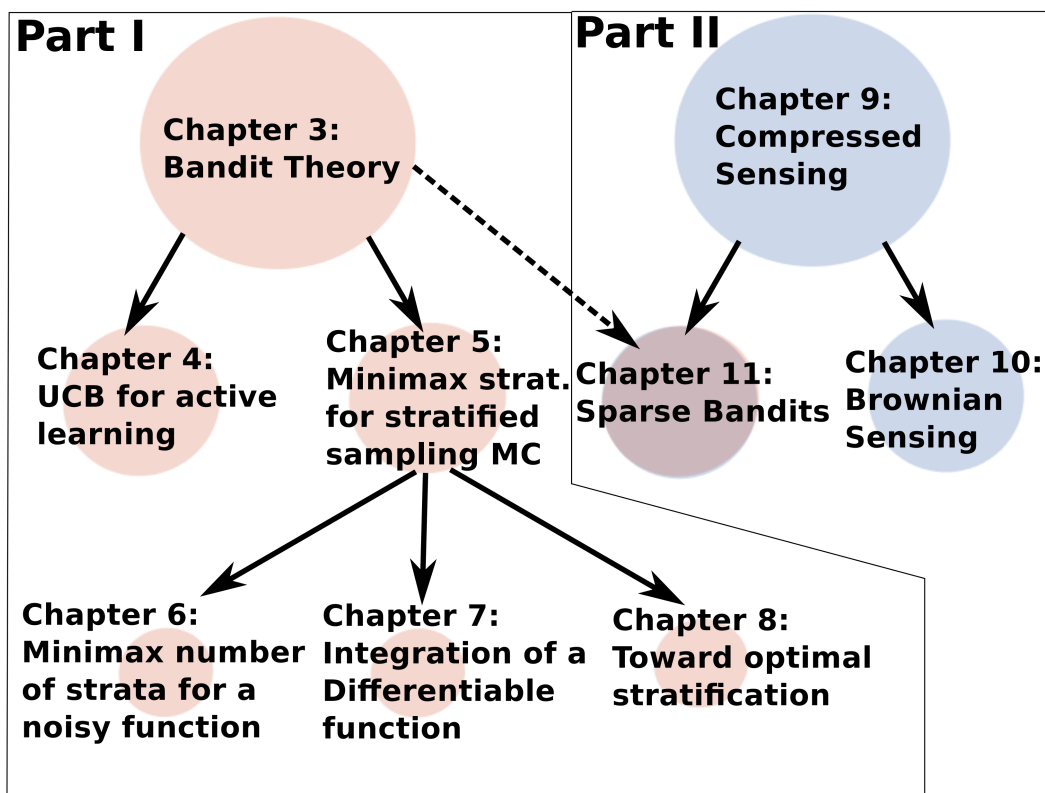 Part I
Chapter 3:
Bandit Theory
Chapter 4:
UCB for active
learning
Chapter 5:
Minimax strat.
for stratified
sampling MC
Chapter 6:
Minimax number
of strata for a
noisy function
Chapter 7:
Integration of a
Differentiable
function
Chapter 8:
Toward optimal
stratification
Part II
Chapter 9:
Compressed
Sensing
Chapter 11:
Sparse Bandits
Chapter 10:
Brownian
Sensing